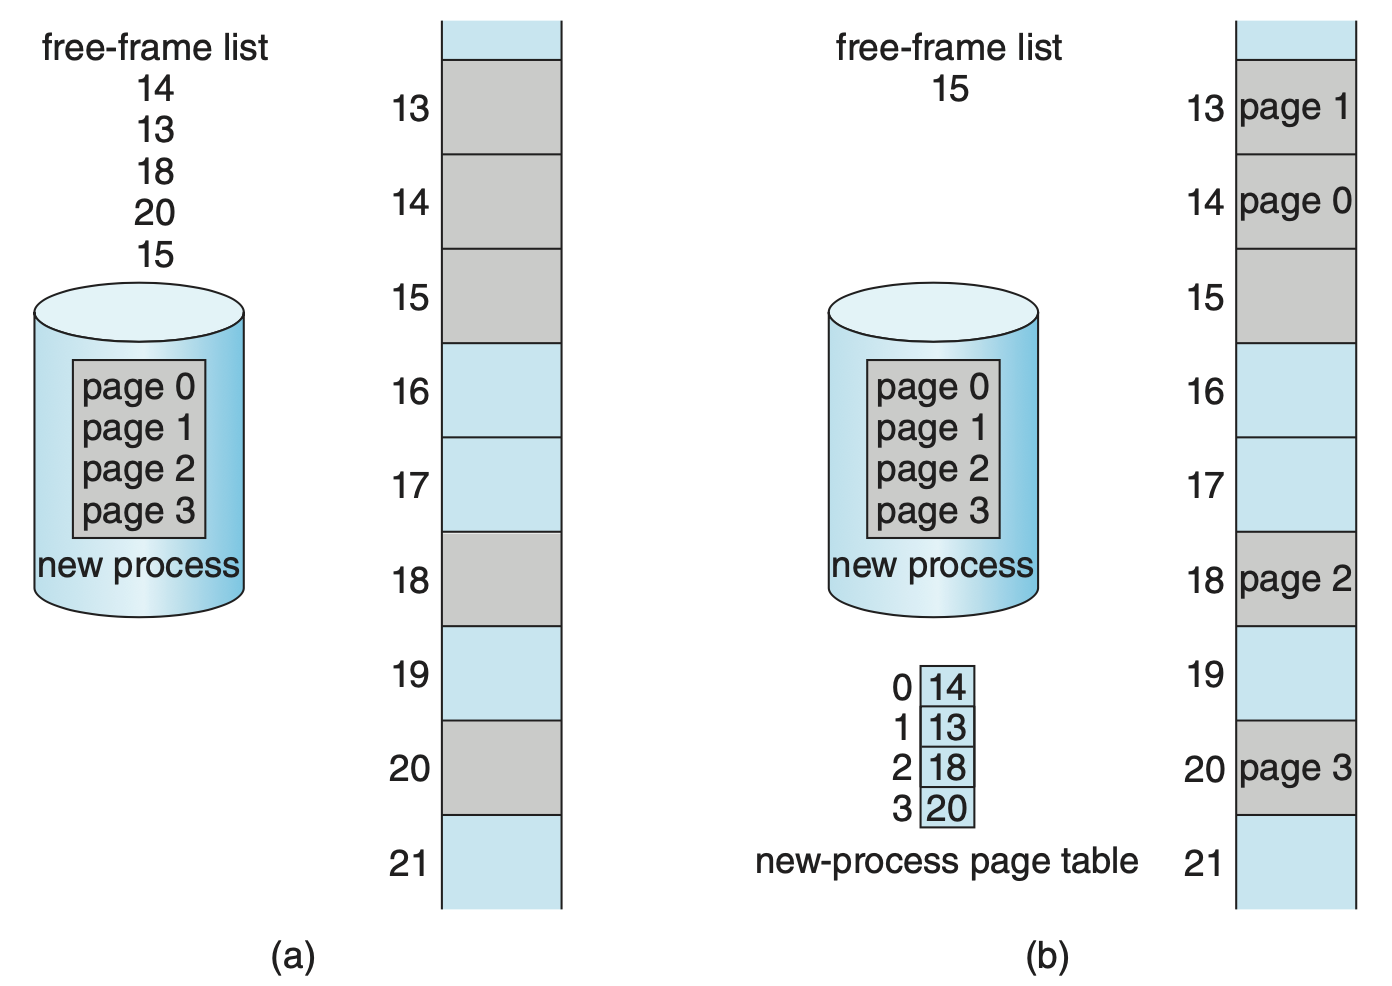 free-frame list
14
13
18
20
15
page 0
page 1
page 2
page 3
new process
13
14
15
16
17
18
19
20
21
(a)
free-frame list
15
page 0
page 1
page 2
page 3
new process
0 14
1 13
2 18
3 20
new-process page table
13 page 1
14 page 0
15
16
17
18 page 2
19
20 page 3
21
(b)